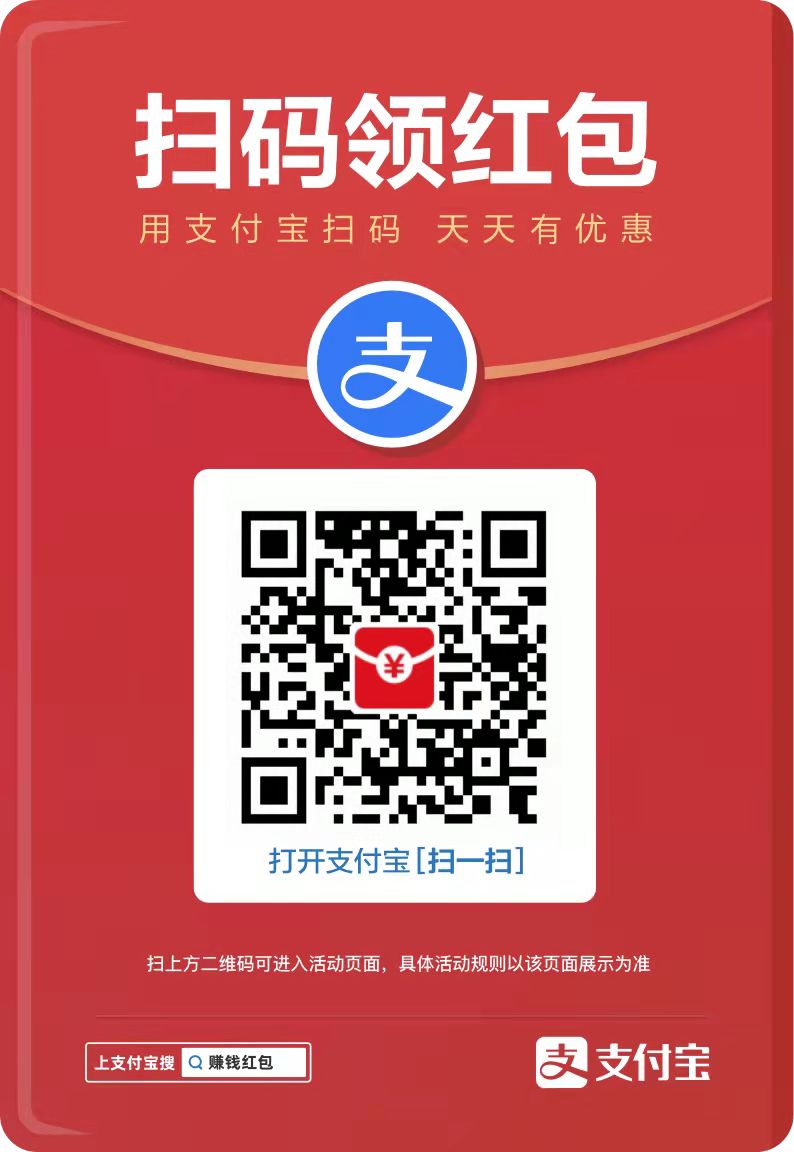 扫码领红包
用支付宝扫码 天天有优惠
支
¥
打开支付宝[扫一扫]
扫上方二维码可进入活动页面，具体活动规则以该页面展示为准
上支付宝搜 赚钱红包
支 支付宝